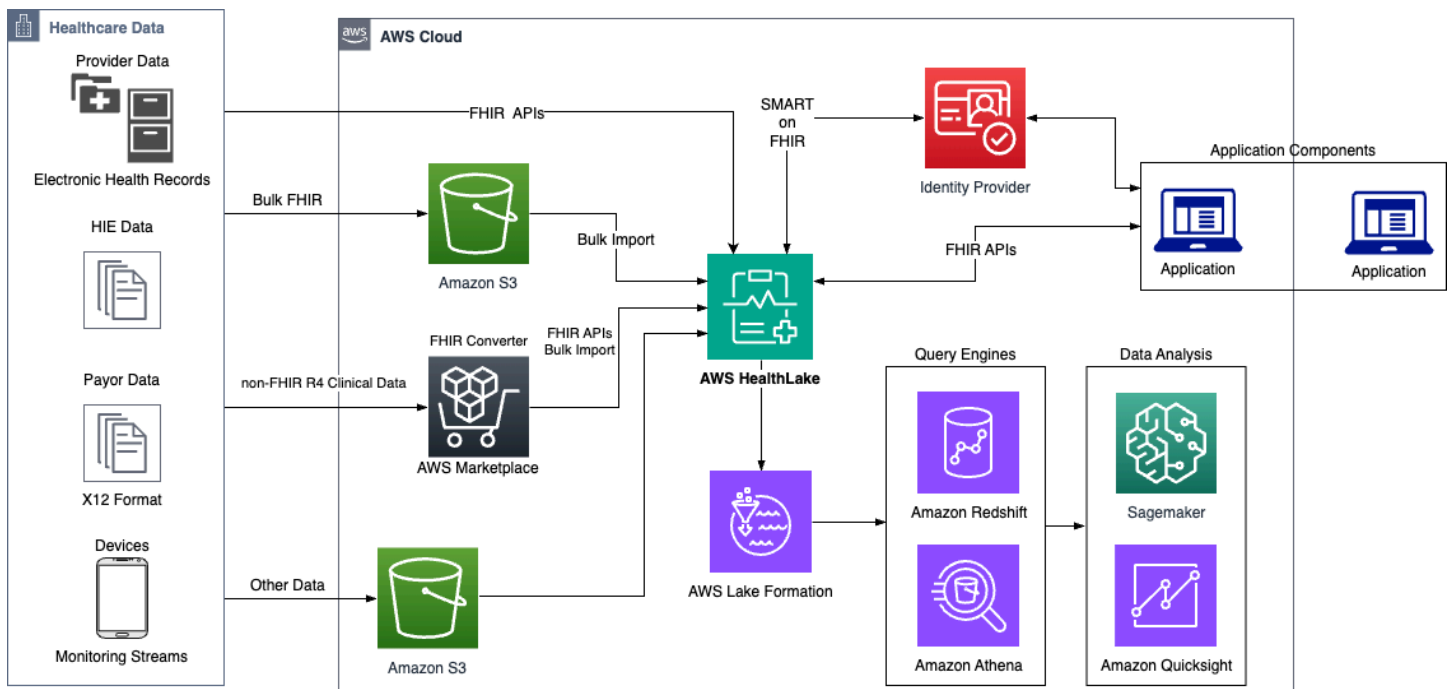 Healthcare Data
Provider Data
Electronic Health Records
HIE Data
Payor Data
X12 Format
Devices
Monitoring Streams
aws
AWS Cloud
FHIR APIs
Bulk FHIR
Amazon S3
Bulk Import
non-FHIR R4 Clinical Data
FHIR Converter
AWS Marketplace
FHIR APIs
Bulk Import
Other Data
Amazon S3
SMART
on
FHIR
Identity Provider
AWS HealthLake
FHIR APIs
Application Components
Application
Application
AWS Lake Formation
Query Engines
Amazon Redshift
Amazon Athena
Data Analysis
Sagemaker
Amazon Quicksight